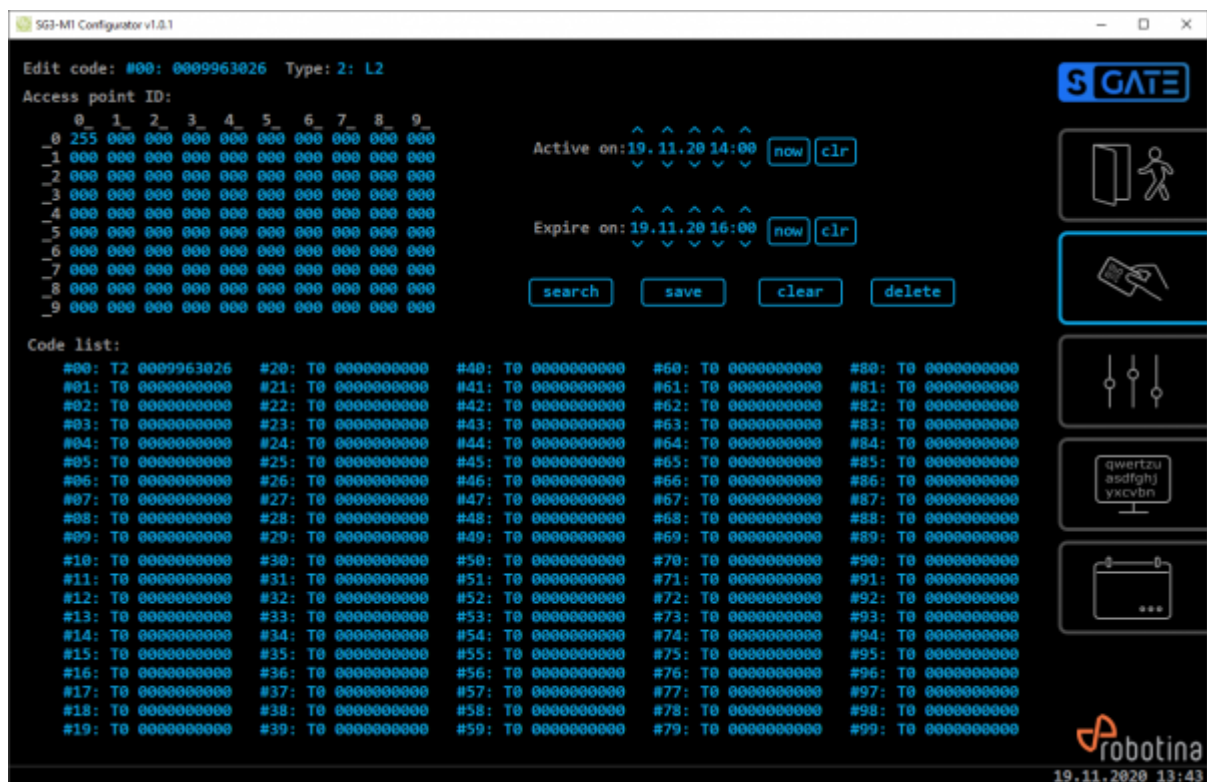 SG3-M1 Configurator v1.0.1
Edit code: #00: 0009963026 Type: 2: L2
Access point ID:
0_ 1_ 2_ 3_ 4_ 5_ 6_ 7_ 8_ 9_
_0 255 000 000 000 000 000 000 000 000 000
_1 000 000 000 000 000 000 000 000 000 000
_2 000 000 000 000 000 000 000 000 000 000
_3 000 000 000 000 000 000 000 000 000 000
_4 000 000 000 000 000 000 000 000 000 000
_5 000 000 000 000 000 000 000 000 000 000
_6 000 000 000 000 000 000 000 000 000 000
_7 000 000 000 000 000 000 000 000 000 000
_8 000 000 000 000 000 000 000 000 000 000
_9 000 000 000 000 000 000 000 000 000 000
Active on: 19.11.20 14:00 now clr
Expire on: 19.11.20 16:00 now clr
search save clear delete
Code list:
#00: T2 0009963026 #20: T0 0000000000 #40: T0 0000000000 #60: T0 0000000000 #80: T0 0000000000
#01: T0 0000000000 #21: T0 0000000000 #41: T0 0000000000 #61: T0 0000000000 #81: T0 0000000000
#02: T0 0000000000 #22: T0 0000000000 #42: T0 0000000000 #62: T0 0000000000 #82: T0 0000000000
#03: T0 0000000000 #23: T0 0000000000 #43: T0 0000000000 #63: T0 0000000000 #83: T0 0000000000
#04: T0 0000000000 #24: T0 0000000000 #44: T0 0000000000 #64: T0 0000000000 #84: T0 0000000000
#05: T0 0000000000 #25: T0 0000000000 #45: T0 0000000000 #65: T0 0000000000 #85: T0 0000000000
#06: T0 0000000000 #26: T0 0000000000 #46: T0 0000000000 #66: T0 0000000000 #86: T0 0000000000
#07: T0 0000000000 #27: T0 0000000000 #47: T0 0000000000 #67: T0 0000000000 #87: T0 0000000000
#08: T0 0000000000 #28: T0 0000000000 #48: T0 0000000000 #68: T0 0000000000 #88: T0 0000000000
#09: T0 0000000000 #29: T0 0000000000 #49: T0 0000000000 #69: T0 0000000000 #89: T0 0000000000
#10: T0 0000000000 #30: T0 0000000000 #50: T0 0000000000 #70: T0 0000000000 #90: T0 0000000000
#11: T0 0000000000 #31: T0 0000000000 #51: T0 0000000000 #71: T0 0000000000 #91: T0 0000000000
#12: T0 0000000000 #32: T0 0000000000 #52: T0 0000000000 #72: T0 0000000000 #92: T0 0000000000
#13: T0 0000000000 #33: T0 0000000000 #53: T0 0000000000 #73: T0 0000000000 #93: T0 0000000000
#14: T0 0000000000 #34: T0 0000000000 #54: T0 0000000000 #74: T0 0000000000 #94: T0 0000000000
#15: T0 0000000000 #35: T0 0000000000 #55: T0 0000000000 #75: T0 0000000000 #95: T0 0000000000
#16: T0 0000000000 #36: T0 0000000000 #56: T0 0000000000 #76: T0 0000000000 #96: T0 0000000000
#17: T0 0000000000 #37: T0 0000000000 #57: T0 0000000000 #77: T0 0000000000 #97: T0 0000000000
#18: T0 0000000000 #38: T0 0000000000 #58: T0 0000000000 #78: T0 0000000000 #98: T0 0000000000
#19: T0 0000000000 #39: T0 0000000000 #59: T0 0000000000 #79: T0 0000000000 #99: T0 0000000000
S GATE
qwertzu
asdfghj
yxcvbn
robotina
19.11.2020 13:43